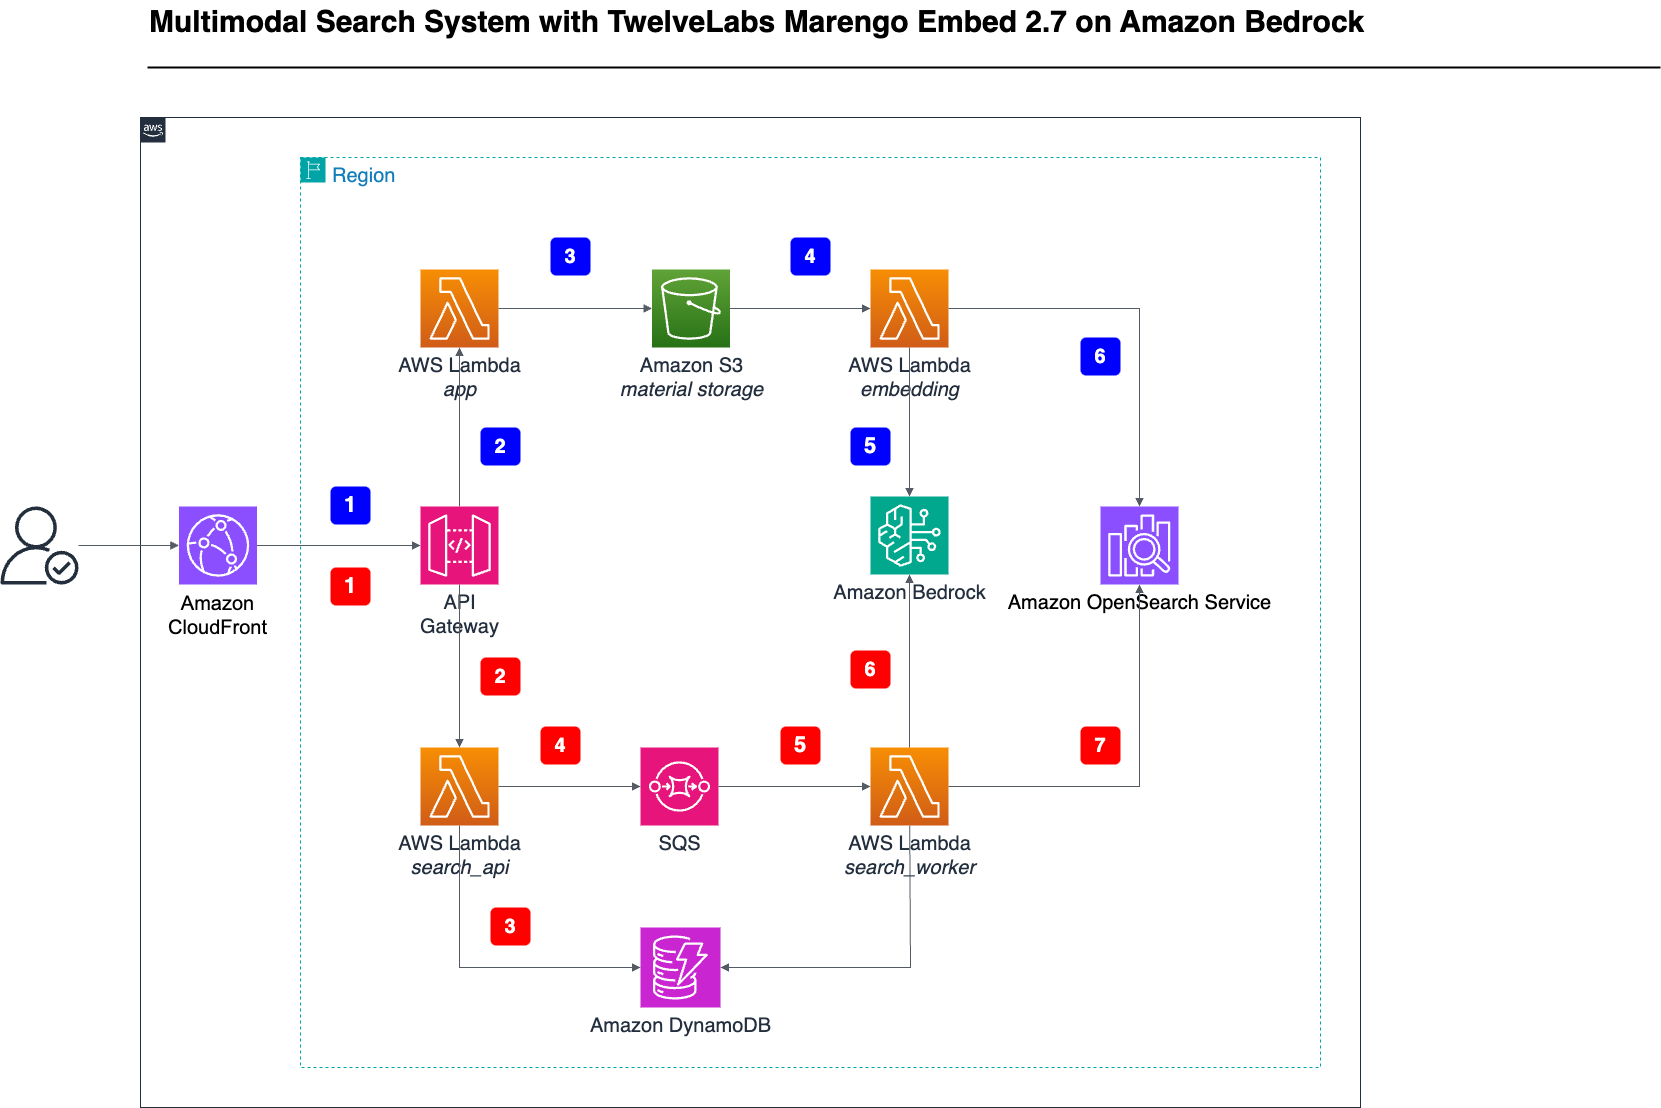 Multimodal Search System with TwelveLabs Marengo Embed 2.7 on Amazon Bedrock
aws
Region
3
4
AWS Lambda
app
Amazon S3
material storage
AWS Lambda
embedding
6
2
5
1
1
Amazon
CloudFront
</>
API
Gateway
Amazon Bedrock
Amazon OpenSearch Service
2
6
4
5
7
AWS Lambda
search_api
SQS
AWS Lambda
search_worker
3
Amazon DynamoDB